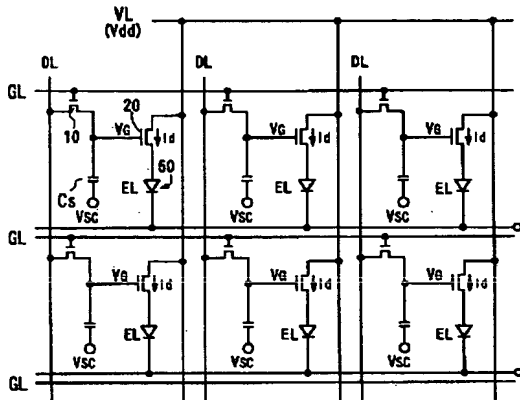 VL
(Vdd)
DL DL DL
GL
20
10 VG Id VG Id VG Id
60
Cs EL EL EL
VSC VSC VSC
GL
VG Id VG Id VG Id
EL EL EL
VSC VSC VSC
GL